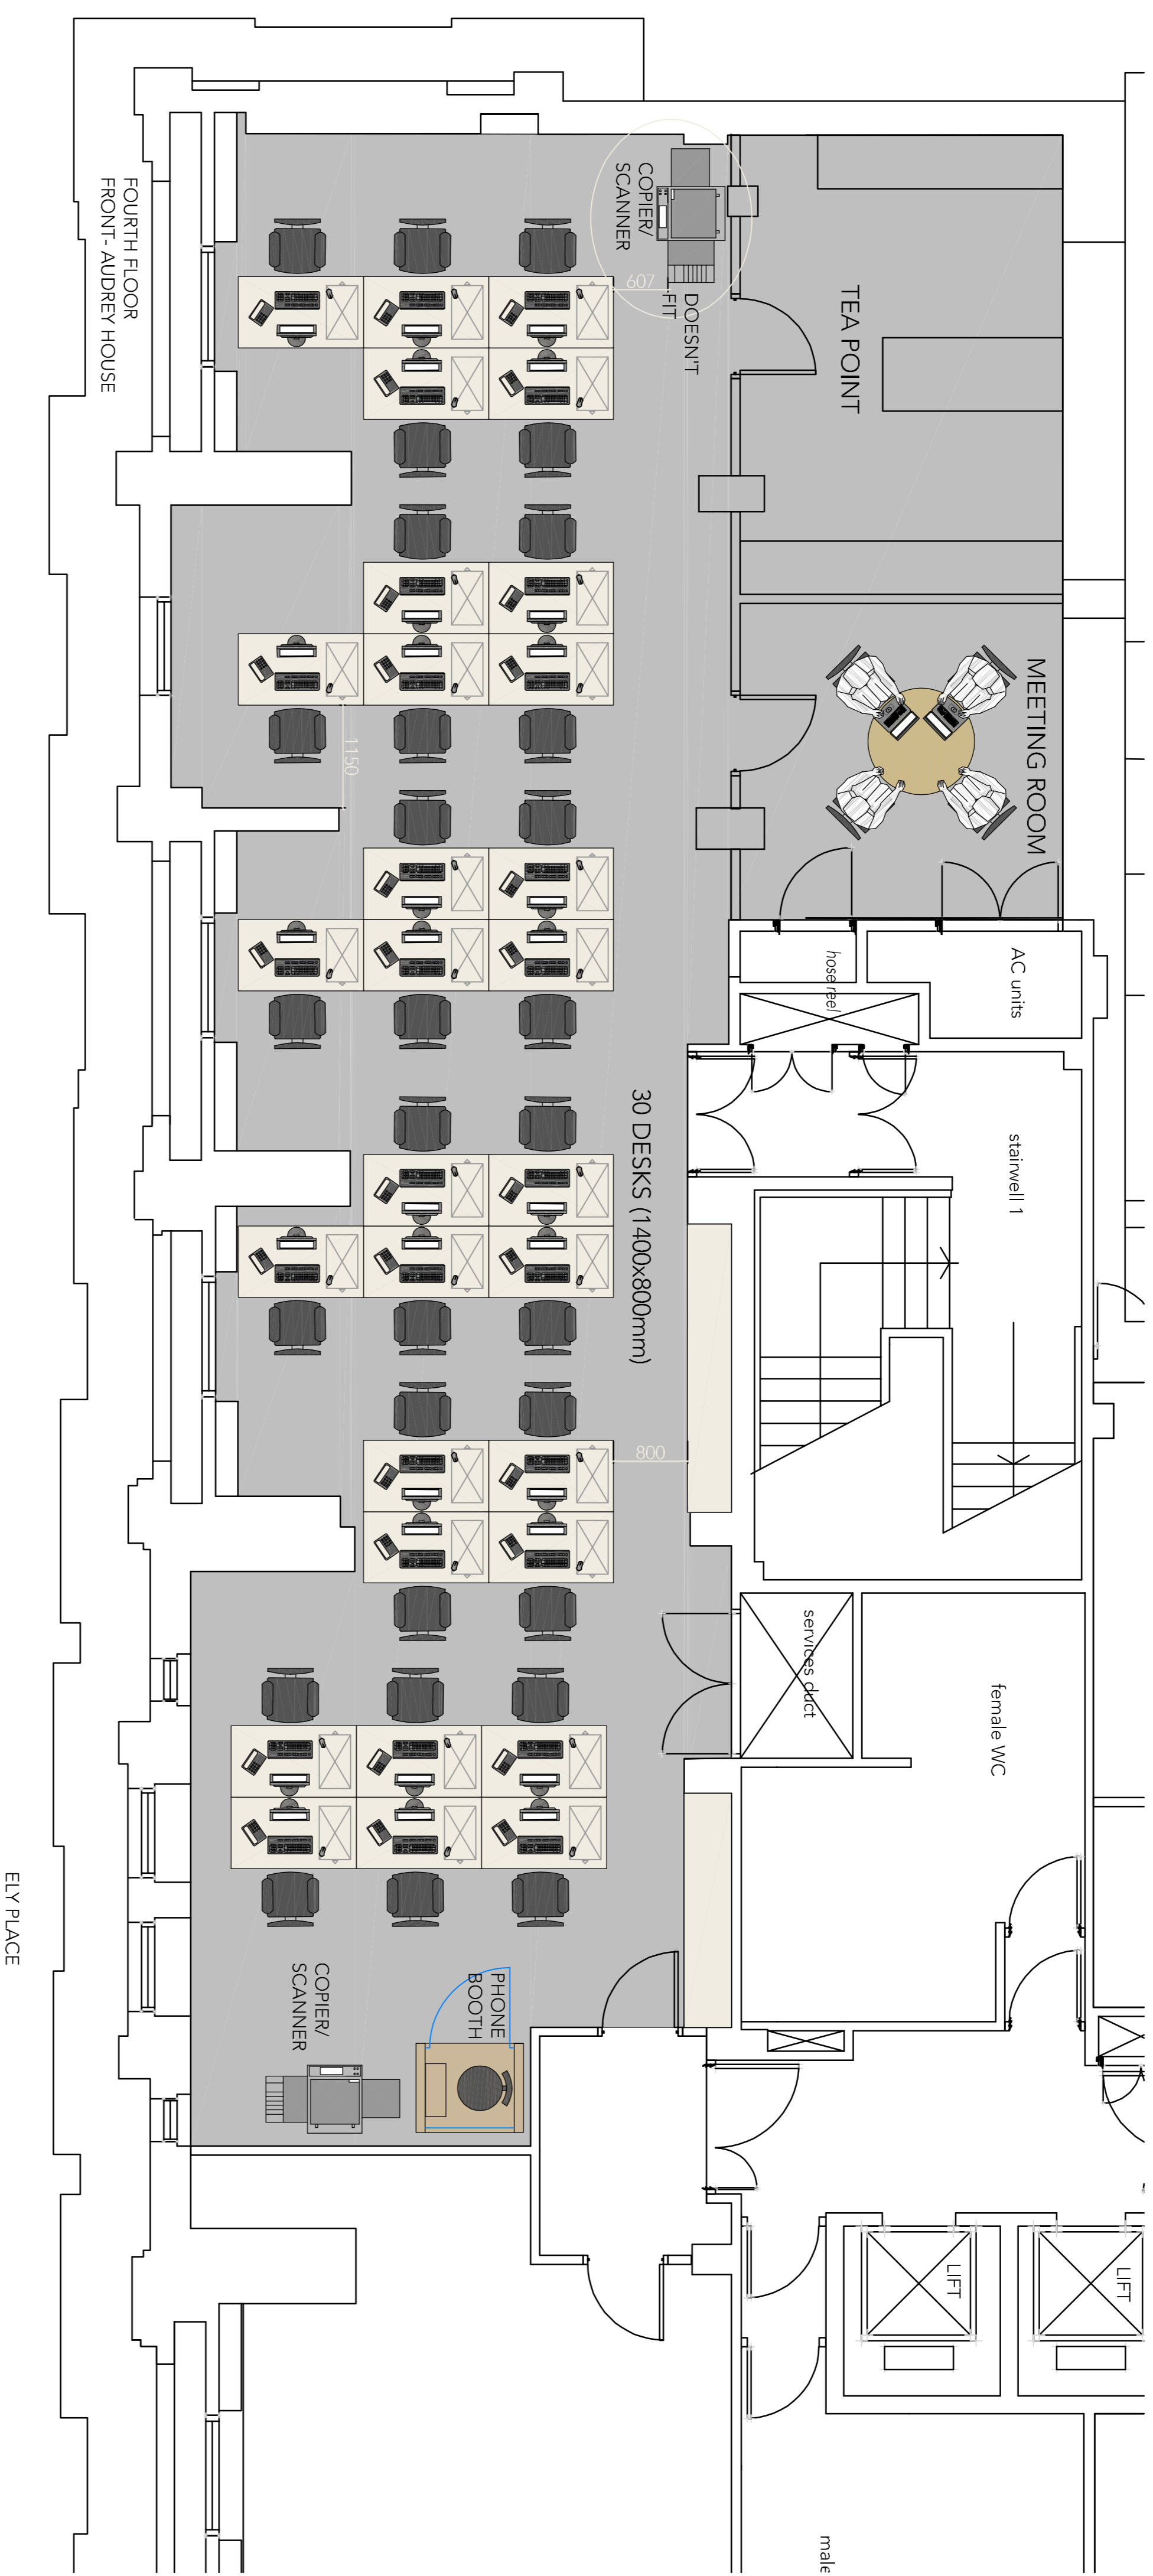 FOURTH FLOOR
FRONT- AUDREY HOUSE
COPIER/
SCANNER
607
DOESN'T
FIT
TEA POINT
MEETING ROOM
1150
hose reel
AC units
30 DESKS (1400x800mm)
stairwell 1
800
services duct
female WC
ELY PLACE
COPIER/
SCANNER
PHONE
BOOTH
LIFT
LIFT
male